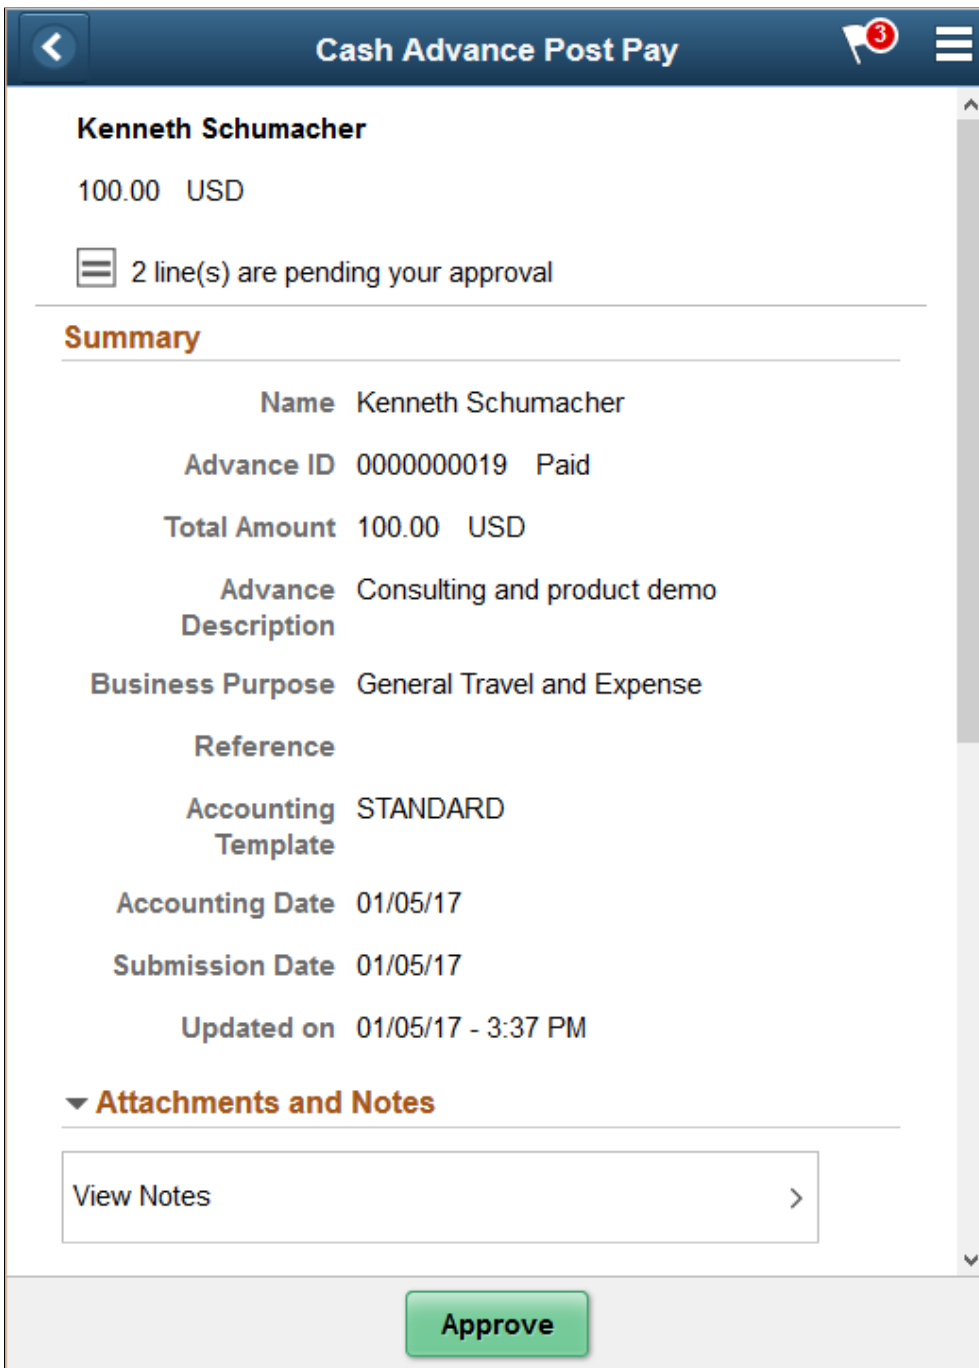 Cash Advance Post Pay
3
Kenneth Schumacher
100.00 USD
2 line(s) are pending your approval
Summary
Name Kenneth Schumacher
Advance ID 0000000019 Paid
Total Amount 100.00 USD
Advance Consulting and product demo
Description
Business Purpose General Travel and Expense
Reference
Accounting STANDARD
Template
Accounting Date 01/05/17
Submission Date 01/05/17
Updated on 01/05/17 - 3:37 PM
Attachments and Notes
View Notes
Approve